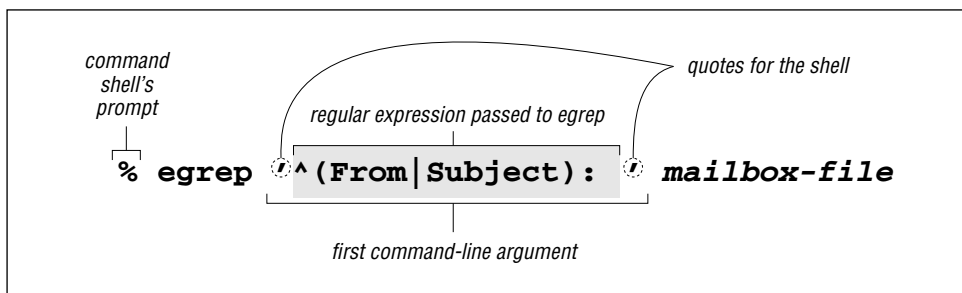 command
shell's
prompt
quotes for the shell
regular expression passed to egrep
% egrep '^(From|Subject): ' mailbox-file
first command-line argument